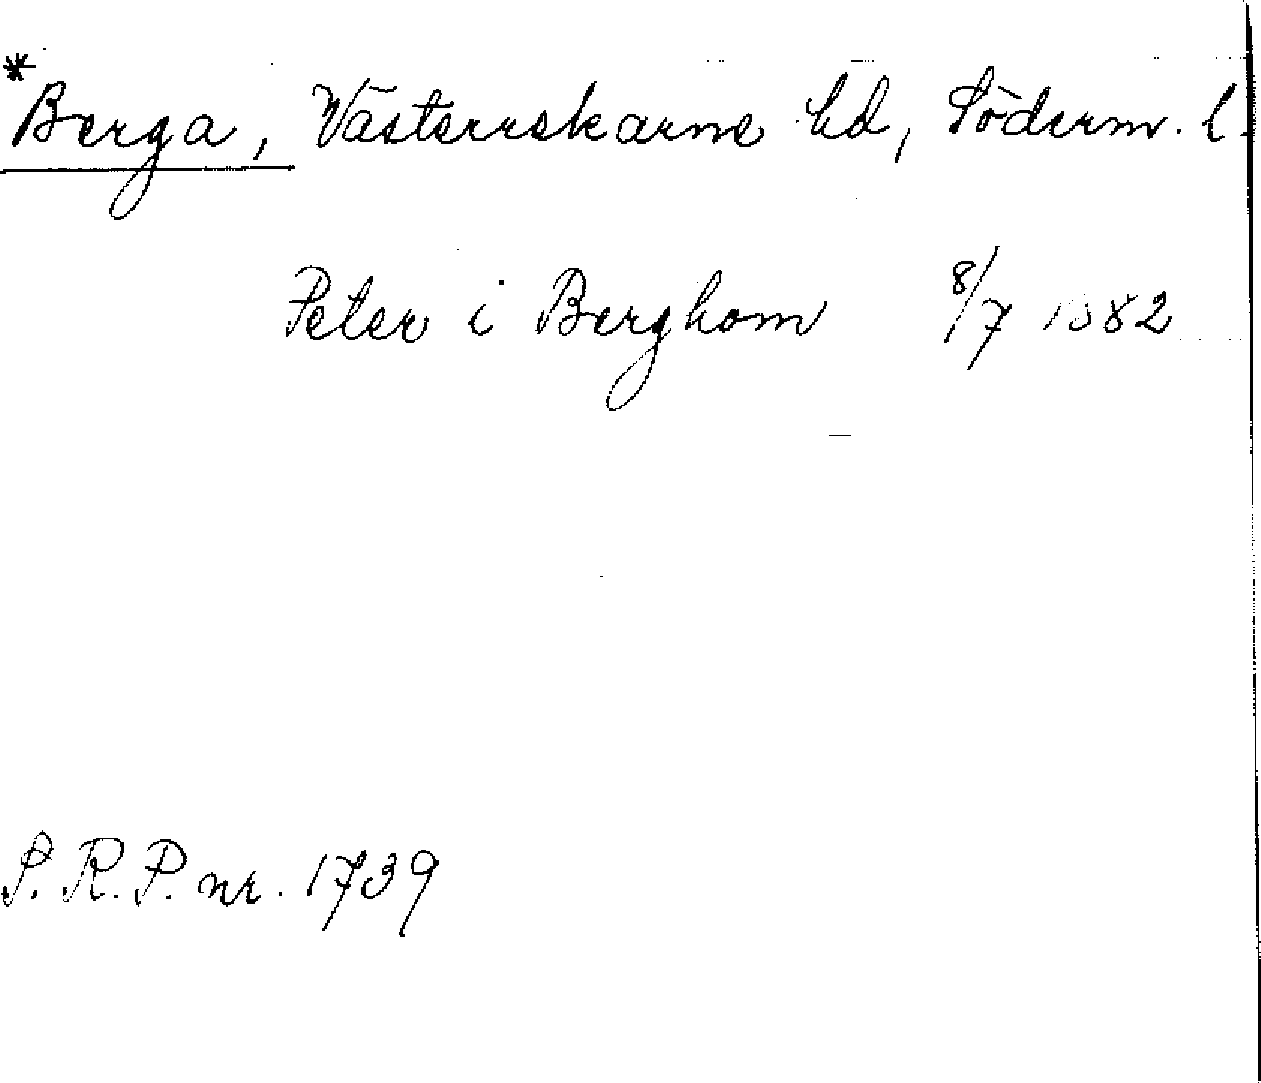 *Berga, Västerrekarne hd, Söderm. l.
Peter i Berghom 8/7 1382
S. R. P. nr. 1739